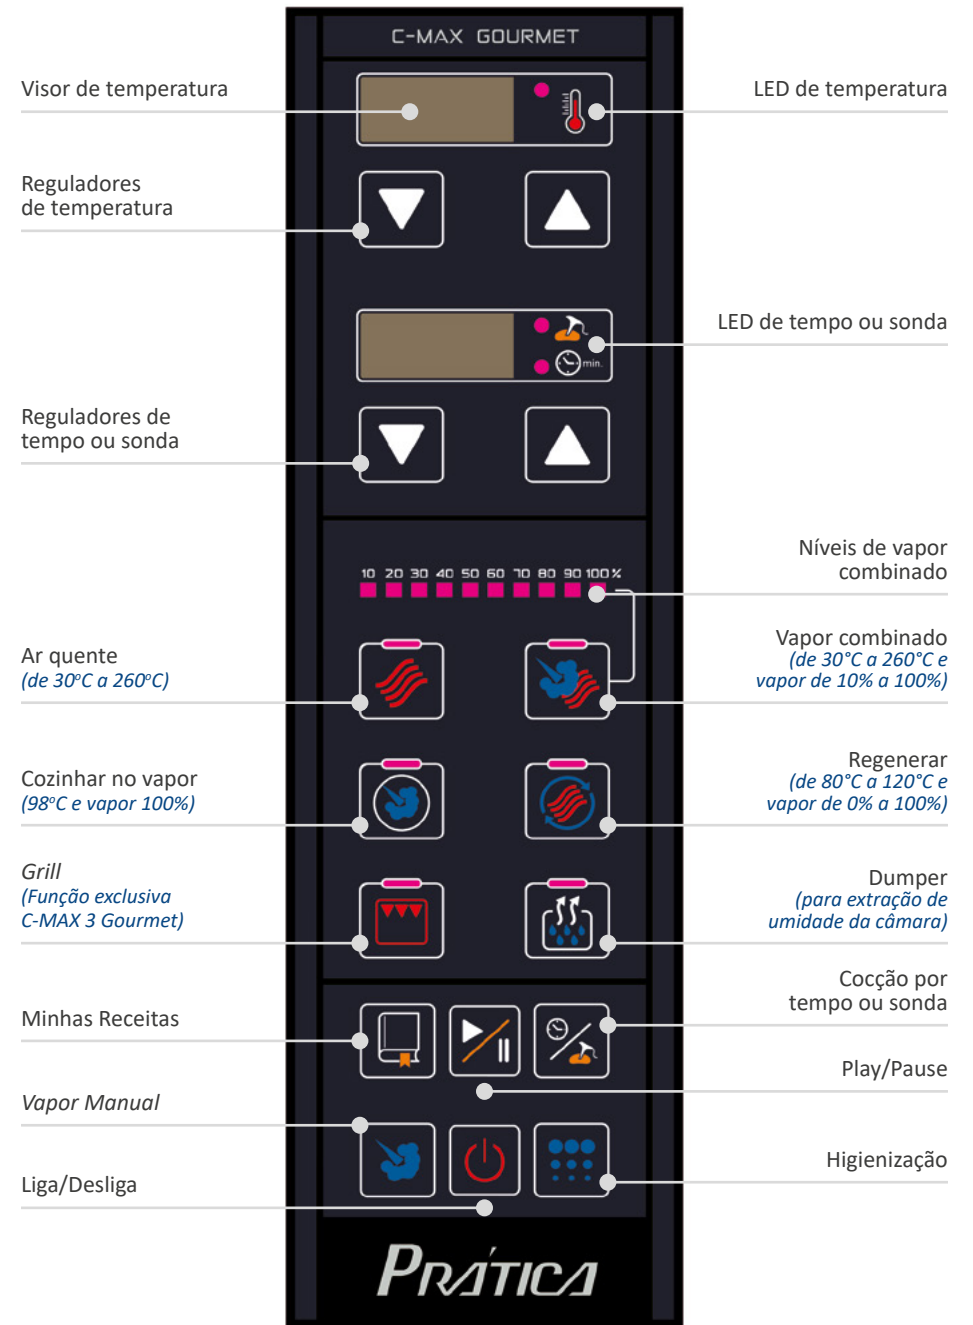 C-MAX GOURMET
Visor de temperatura
LED de temperatura
Reguladores
de temperatura
LED de tempo ou sonda
min.
Reguladores de
tempo ou sonda
Níveis de vapor
combinado
10 20 30 40 50 60 70 80 90 100 %
Ar quente
(de 30ºC a 260ºC)
Vapor combinado
(de 30°C a 260°C e
vapor de 10% a 100%)
Cozinhar no vapor
(98ºC e vapor 100%)
Regenerar
(de 80°C a 120°C e
vapor de 0% a 100%)
Grill
(Função exclusiva
C-MAX 3 Gourmet)
Dumper
(para extração de
umidade da câmara)
Cocção por
tempo ou sonda
Minhas Receitas
Play/Pause
Vapor Manual
Higienização
Liga/Desliga
PRÁTICA